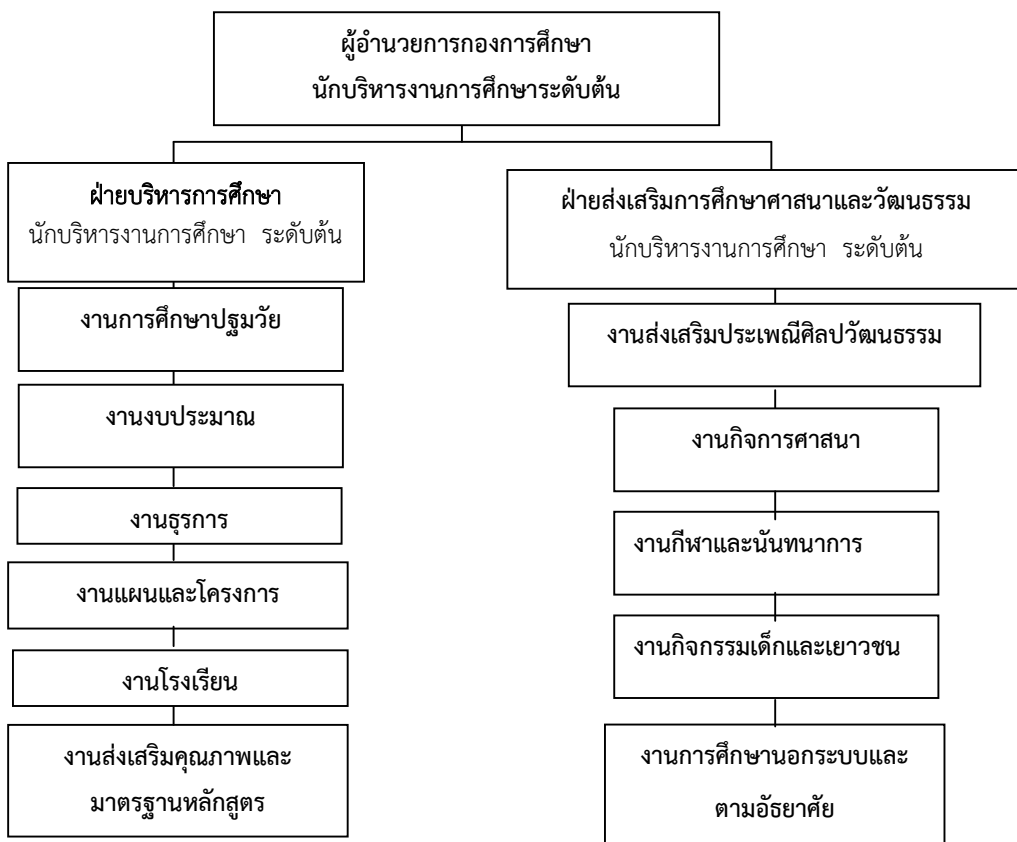 ผู้อำนวยการกองการศึกษา
นักบริหารงานการศึกษาระดับต้น
ฝ่ายบริหารการศึกษา
นักบริหารงานการศึกษา ระดับต้น
งานการศึกษาปฐมวัย
งานงบประมาณ
งานธุรการ
งานแผนและโครงการ
งานโรงเรียน
งานส่งเสริมคุณภาพและ
มาตรฐานหลักสูตร
ฝ่ายส่งเสริมการศึกษาศาสนาและวัฒนธรรม
นักบริหารงานการศึกษา ระดับต้น
งานส่งเสริมประเพณีศิลปวัฒนธรรม
งานกิจการศาสนา
งานกีฬาและนันทนาการ
งานกิจกรรมเด็กและเยาวชน
งานการศึกษานอกระบบและ
ตามอัธยาศัย